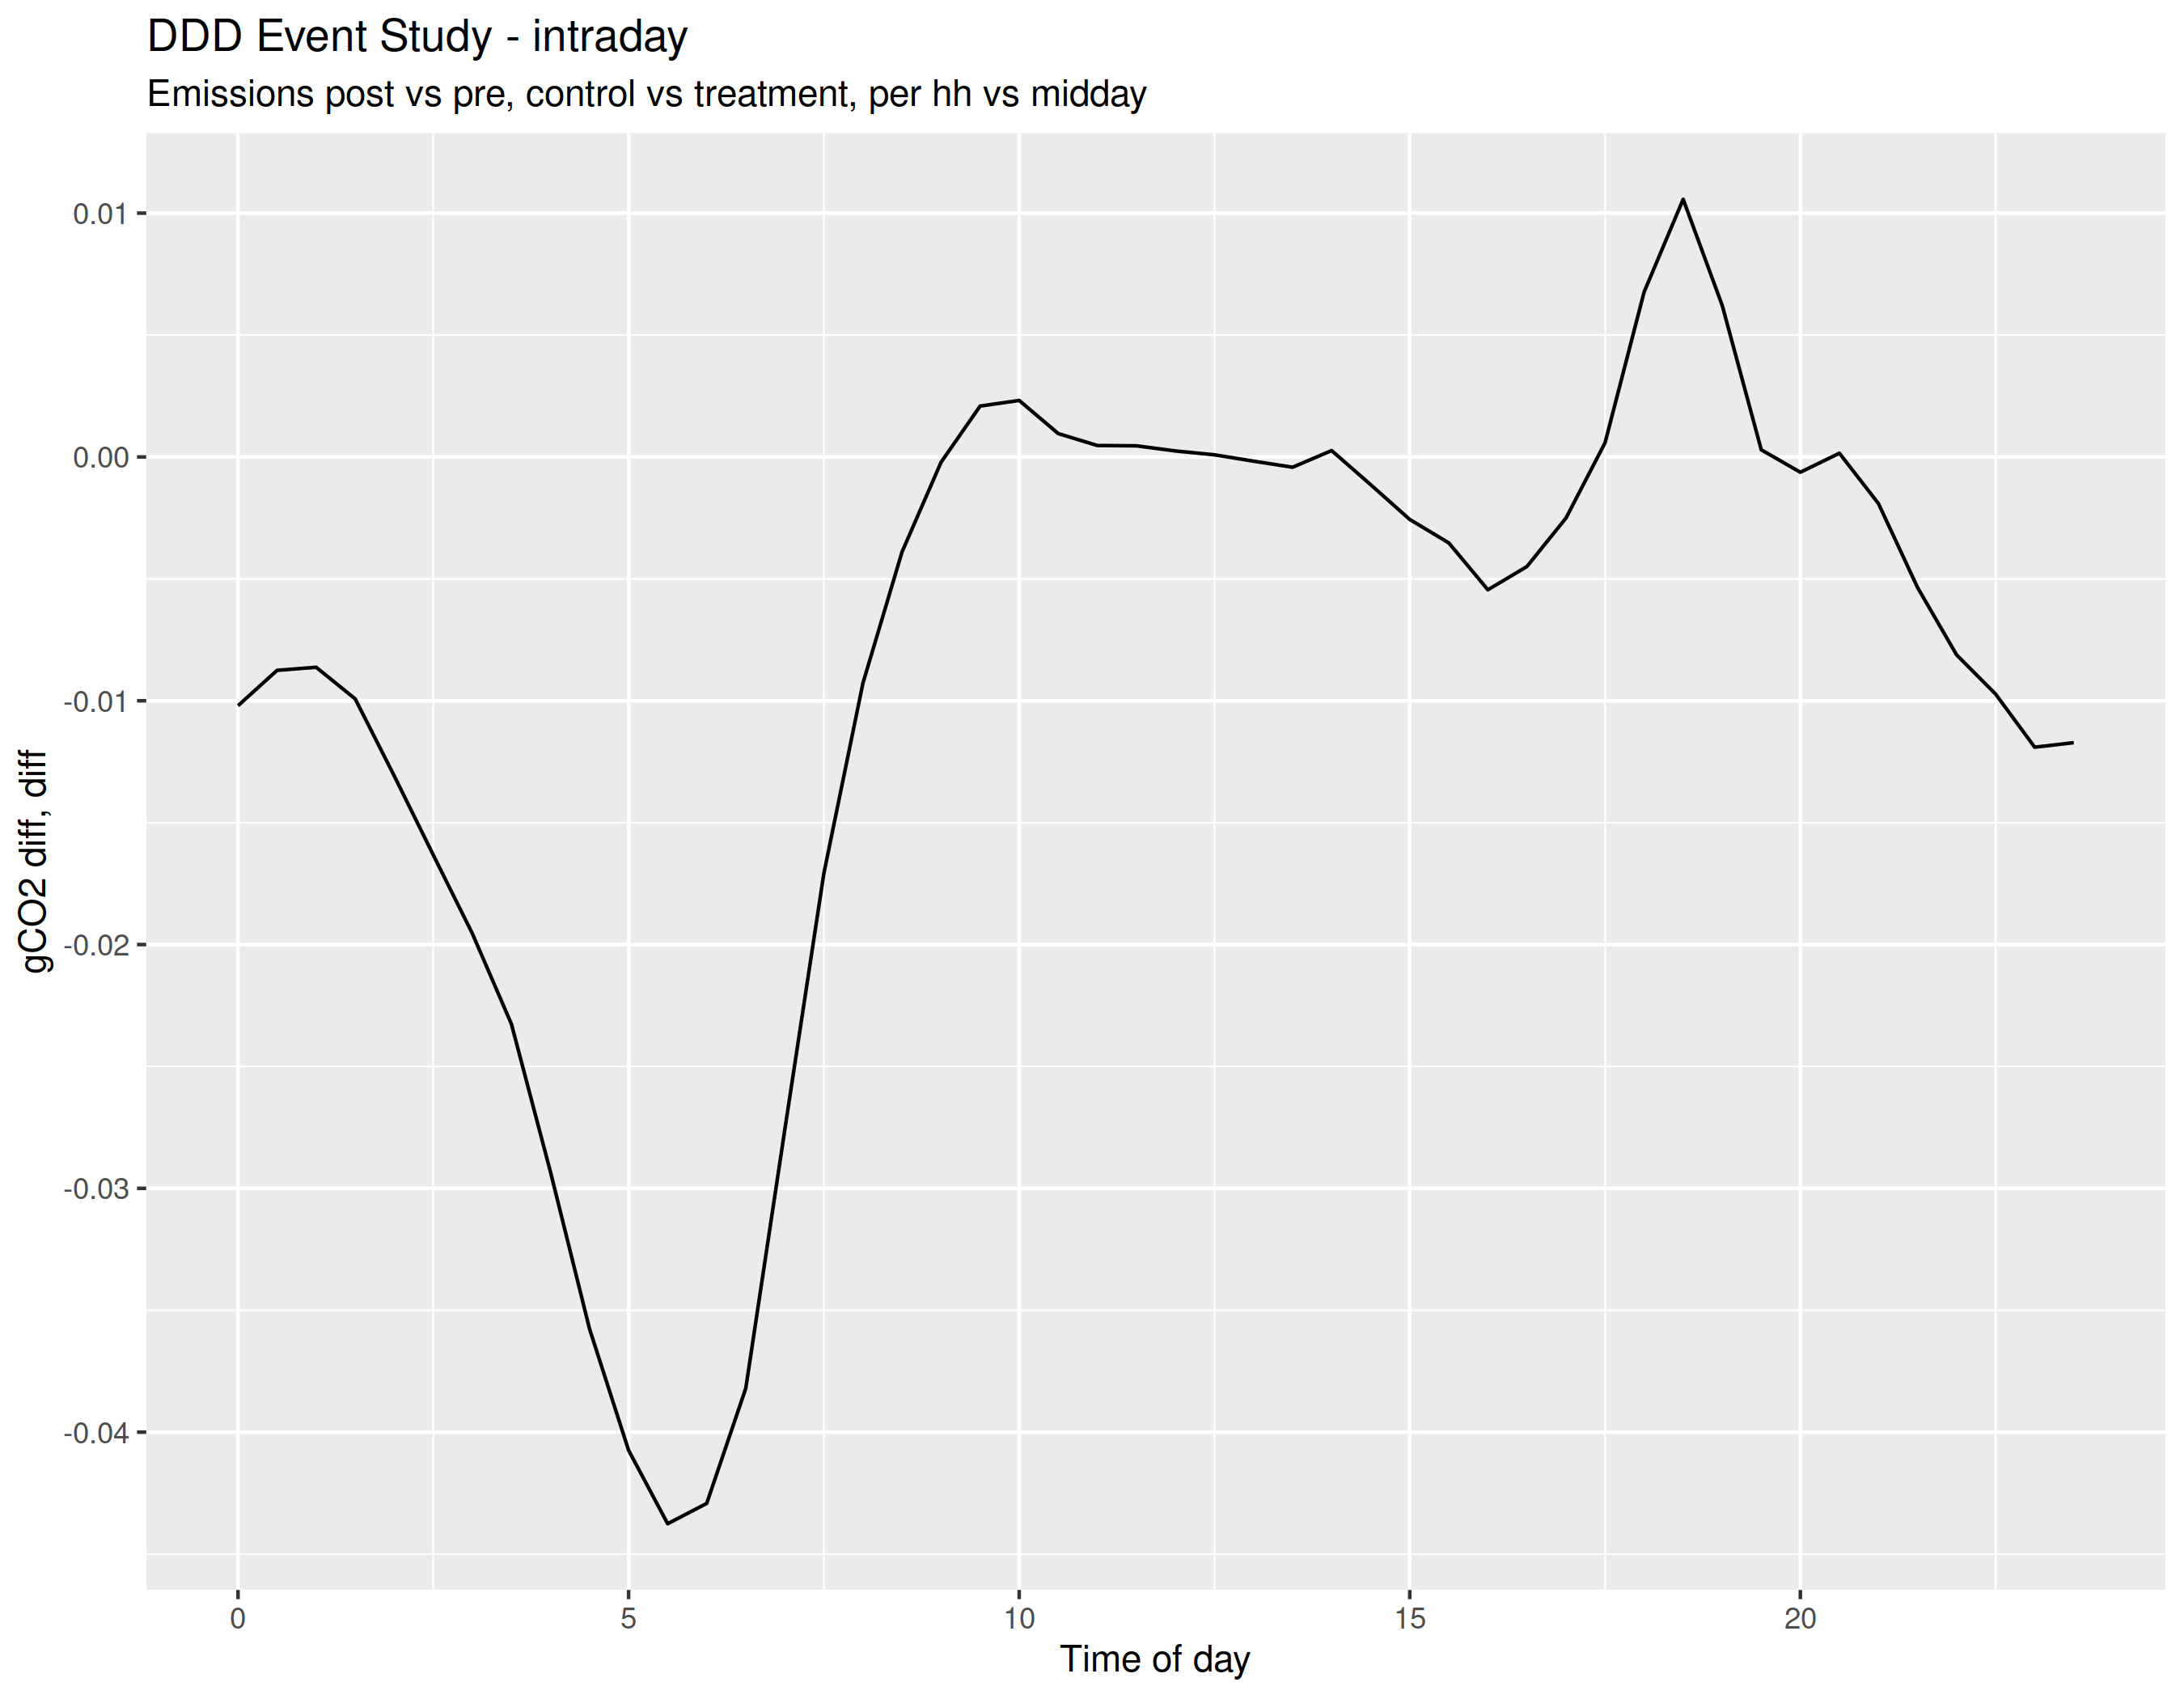 DDD Event Study - intraday
Emissions post vs pre, control vs treatment, per hh vs midday
gCO2 diff, diff
0.01
0.00
-0.01
-0.02
-0.03
-0.04
0
5
10
15
20
Time of day